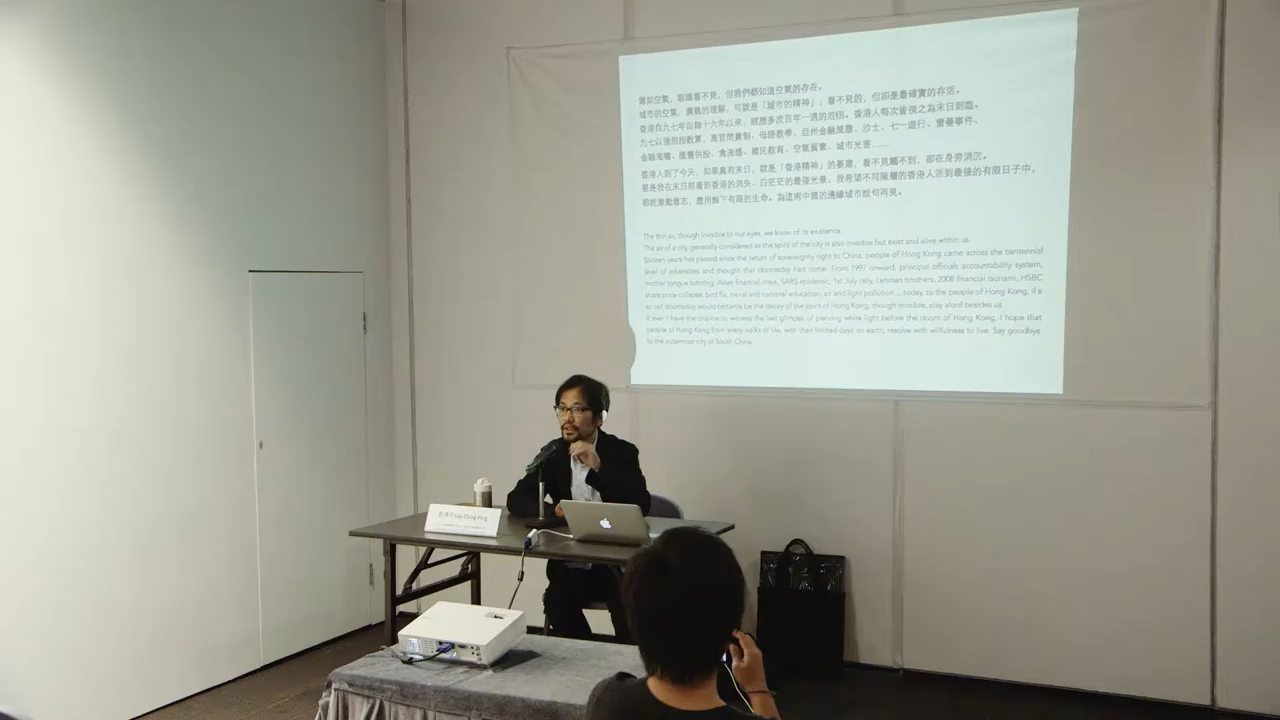 陳如空氣，眼睛看不見，但我們都知道空氣的存在。
城市的空氣，廣義的理解，可就是「城市的精神」，看不見的，但卻是最確實的存活。
香港自九七年回歸十六年以來，經歷多次百年一遇的厄困。香港人每次皆視之為末日到臨。
九七以後屈指數算，高官問責制、母語教學、亞州金融風暴、沙士、七一遊行、雷曼事件、
金融海嘯、匯豐供股、禽流感、國民教育、空氣質素、城市光害……
香港人到了今天，如果真有末日，就是「香港精神」的萎靡，看不見觸不到，卻在身旁消沉。
要是我在末日前看到香港的消失、白茫茫的最後光景，我希望不同階層的香港人活到最後的有限日子中，
都能激勵意志，應用餘下有限的生命。為這南中國的邊緣城市說句再見。
The thin air, though invisible to our eyes, we know of its existence.
The air of a city, generally considered as the spirit of the city is also invisible but exist and alive within us.
Sixteen years has passed since the return of sovereignty right to China, people of Hong Kong came across the centennial
level of adversities and thought that doomsday had come. From 1997 onward, principal officials accountability system,
mother tongue tutoring, Asian financial crisis, SARS epidemic, 1st July rally, Lehman brothers, 2008 financial tsunami, HSBC
share price collapse, bird flu, moral and national education, air and light pollution ... today, to the people of Hong Kong, if a
so call doomsday would certainly be the decay of the spirit of Hong Kong, though invisible, stay aloof besides us
If ever I have the chance to witness the last glimpse of piercing white light before the doom of Hong Kong, I hope that
people of Hong Kong from every walks of life, with their limited days on earth, resolve with willfulness to live. Say goodbye
to the outermost city of South China.
Lau Ching Ping